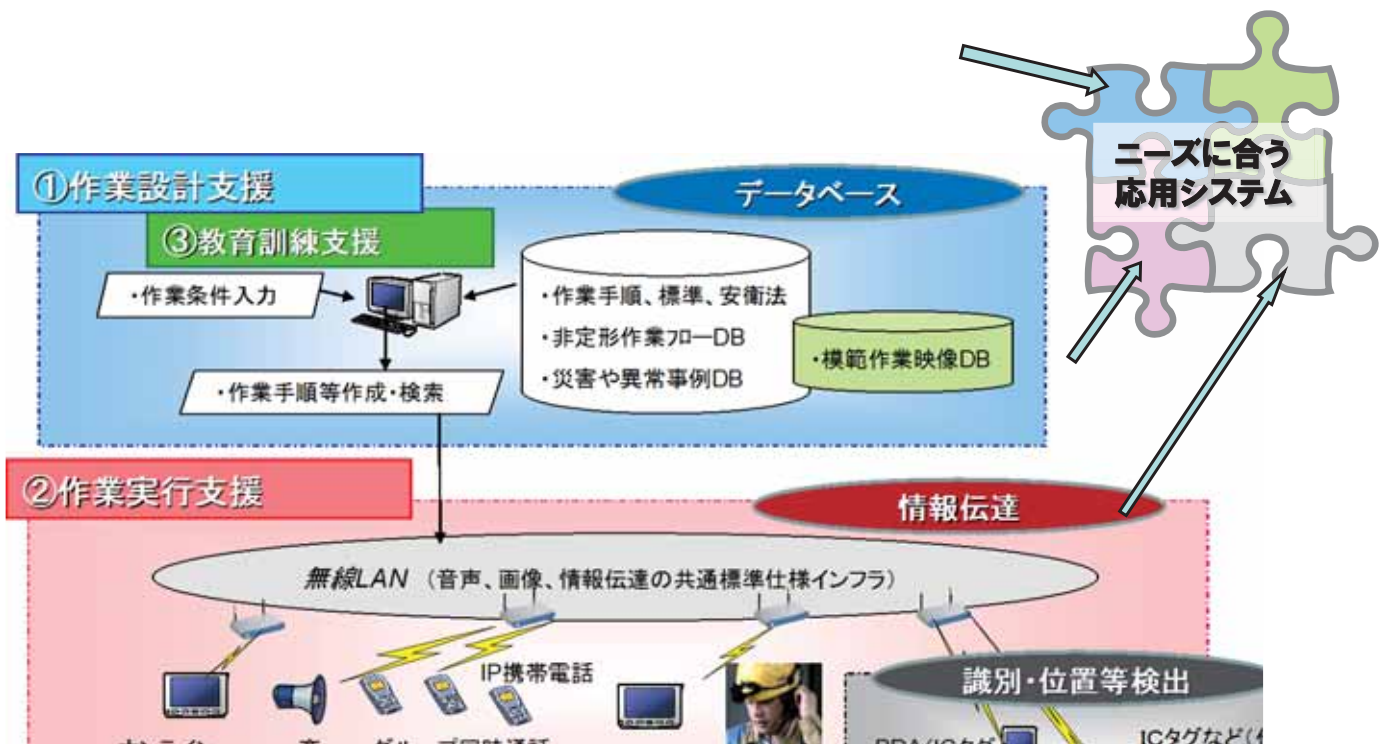 ニーズに合う
応用システム
①作業設計支援
データベース
③教育訓練支援
・作業条件入力
・作業手順、標準、安衛法
・非定形作業フローDB
・災害や異常事例DB
・模範作業映像DB
・作業手順等作成・検索
②作業実行支援
情報伝達
無線LAN（音声、画像、情報伝達の共通標準仕様インフラ）
IP携帯電話
識別・位置等検出
ICタグなど